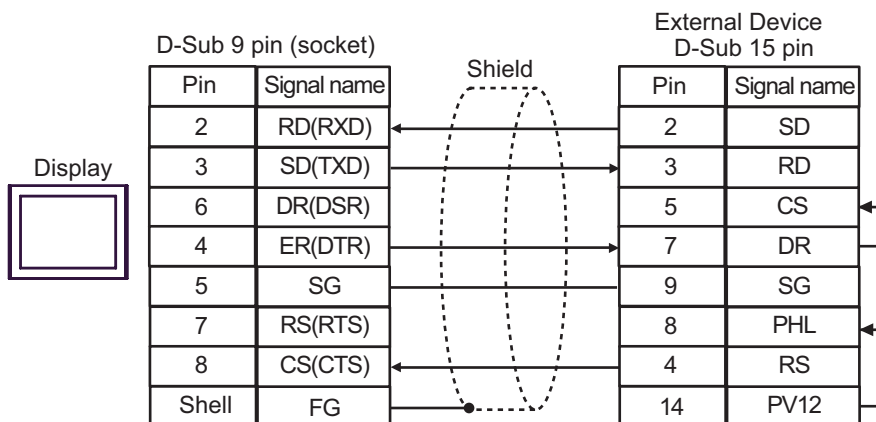 External Device
D-Sub 9 pin (socket) D-Sub 15 pin
Shield
Pin Signal name Pin Signal name
2 RD(RXD) 2 SD
Display 3 SD(TXD) 3 RD
6 DR(DSR) 5 CS
4 ER(DTR) 7 DR
5 SG 9 SG
7 RS(RTS) 8 PHL
8 CS(CTS) 4 RS
Shell FG 14 PV12